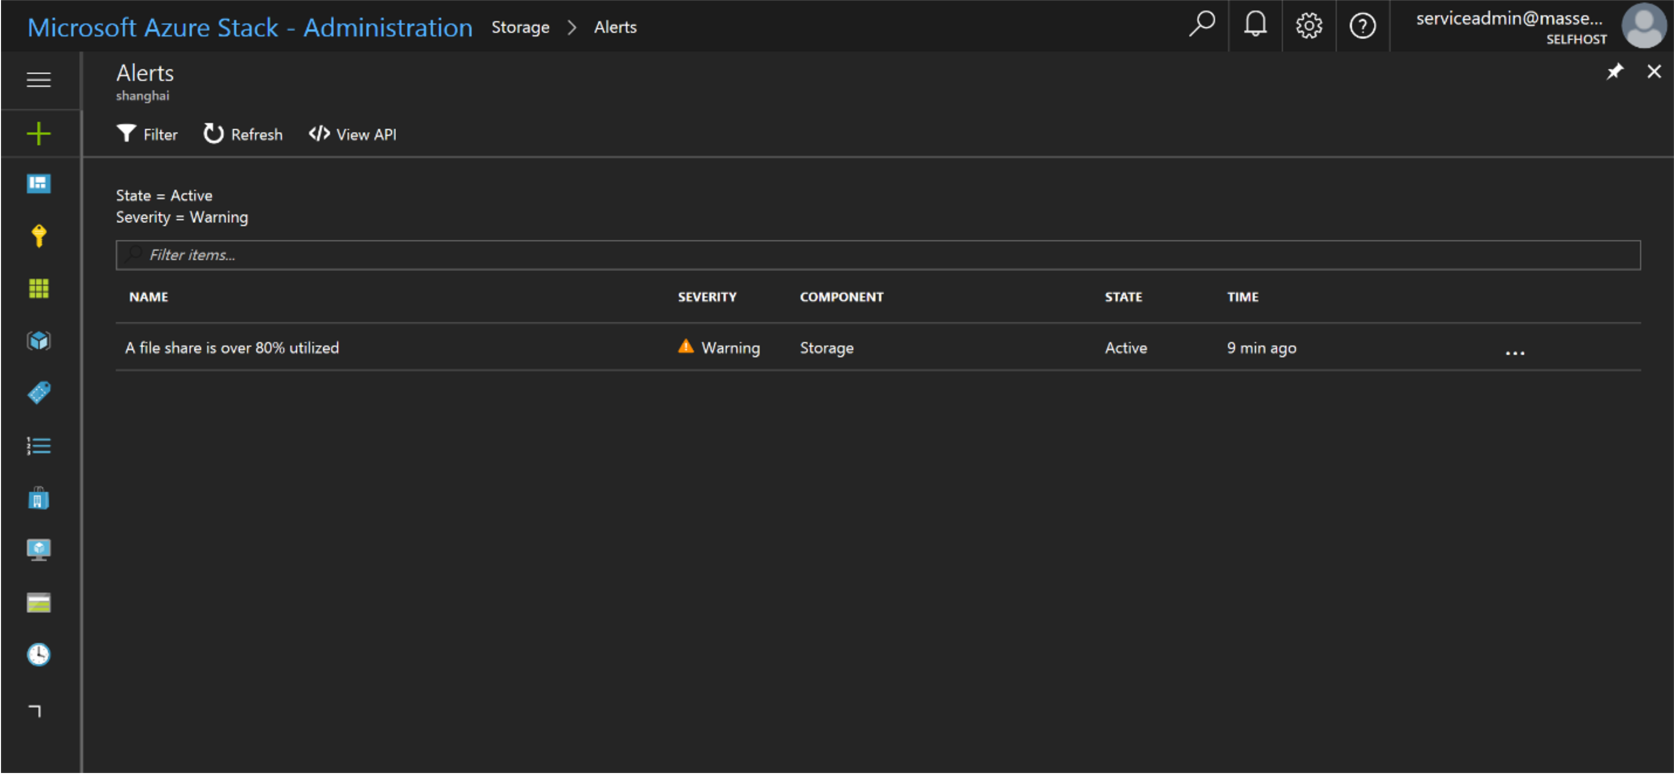 Microsoft Azure Stack - Administration Storage > Alerts
serviceadmin@masse...
SELFHOST
Alerts
shanghai
Filter Refresh </> View API
State = Active
Severity = Warning
Filter items...
NAME SEVERITY COMPONENT STATE TIME
A file share is over 80% utilized Warning Storage Active 9 min ago ...